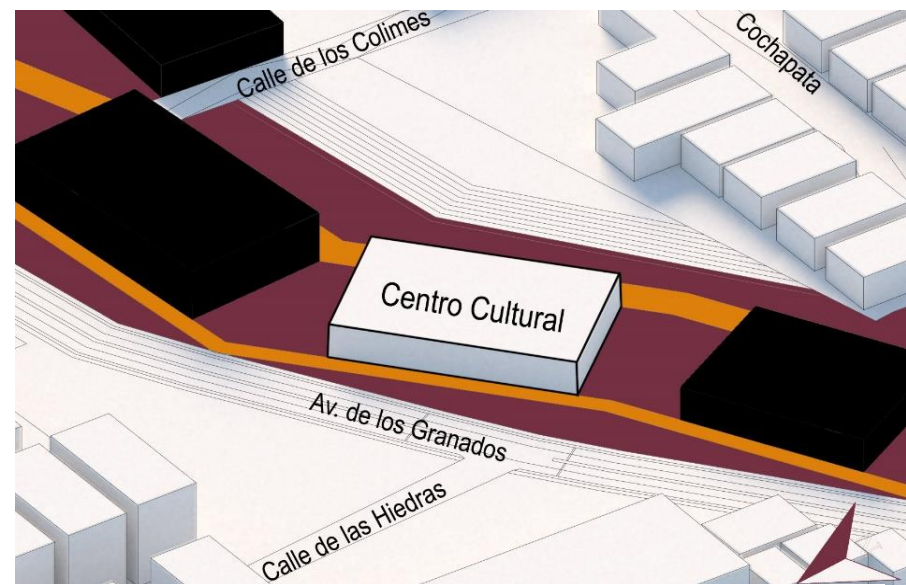 Calle de los Colimes
Cochapata
Centro Cultural
Av. de los Granados
Calle de las Hiedras